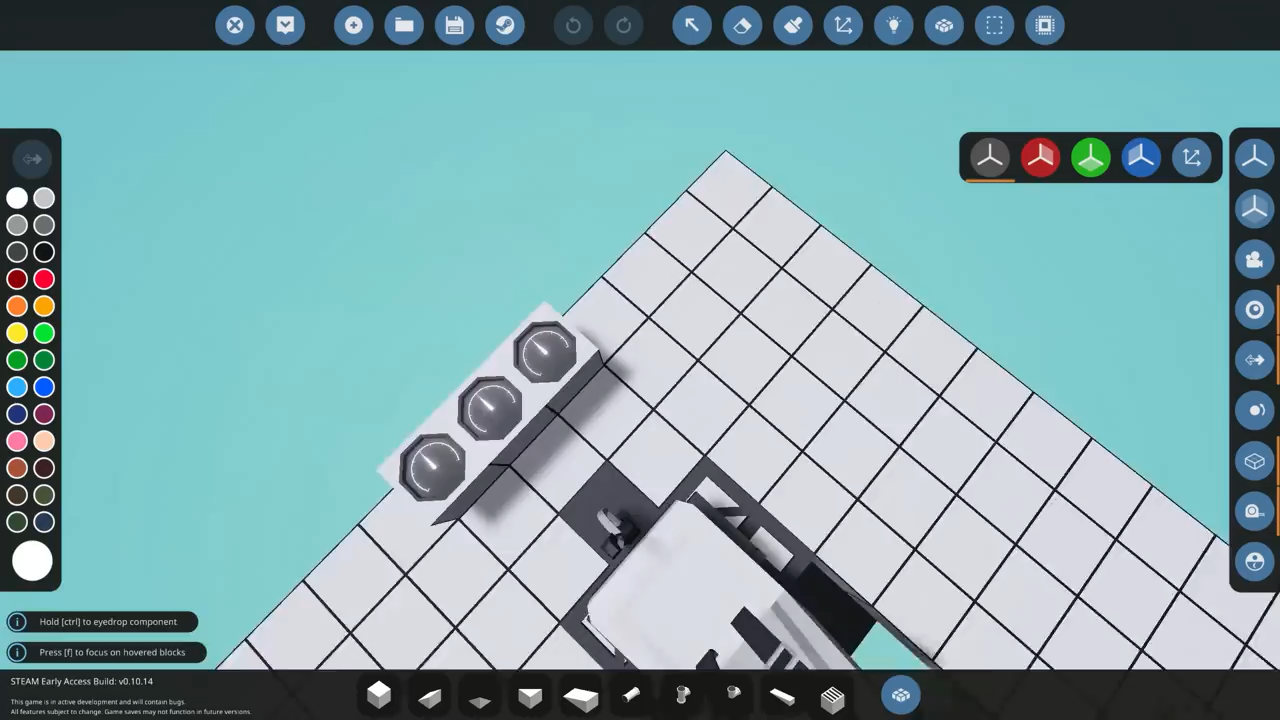 Hold [ctrl] to eyedrop component
Press [f] to focus on hovered blocks
STEAM Early Access Build: v0.10.14
This game is in active development and will contain bugs.
All features subject to change. Game saves may not function in future versions.